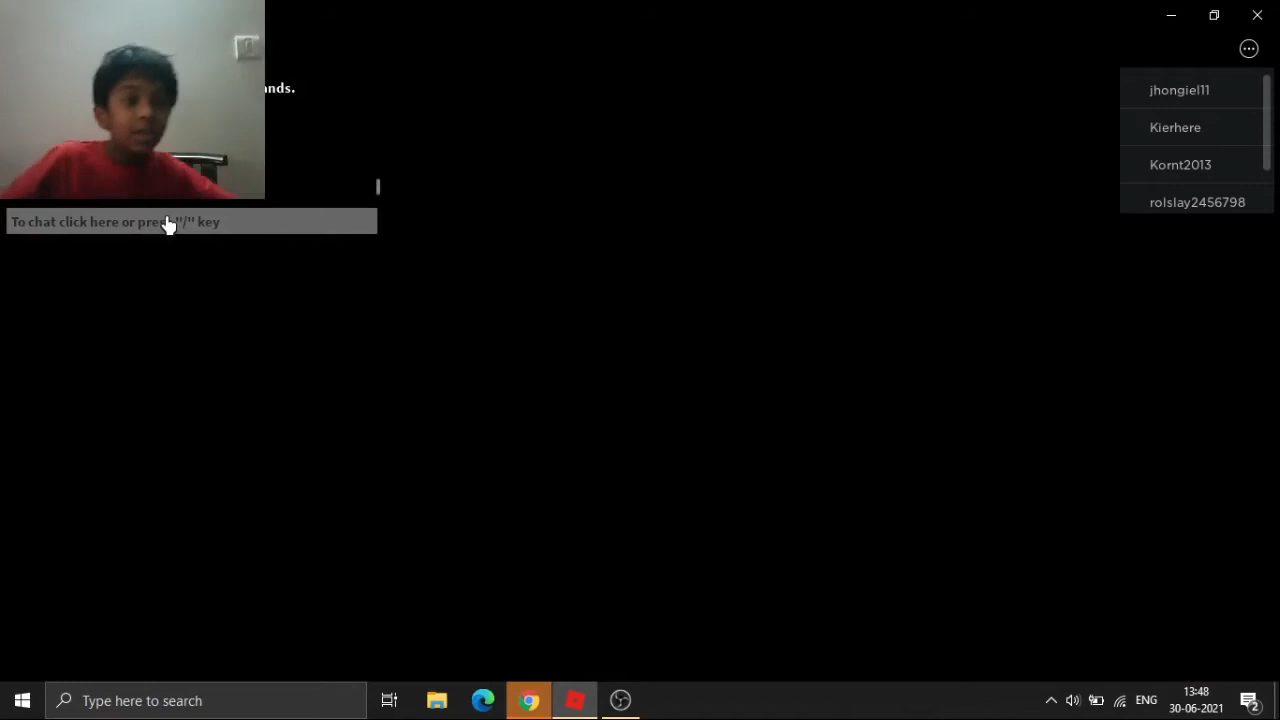 ands.
jhongiel11
Kierhere
Kornt2013
rolslay2456798
To chat click here or press "/" key
Type here to search
ENG
13:48
30-06-2021
2